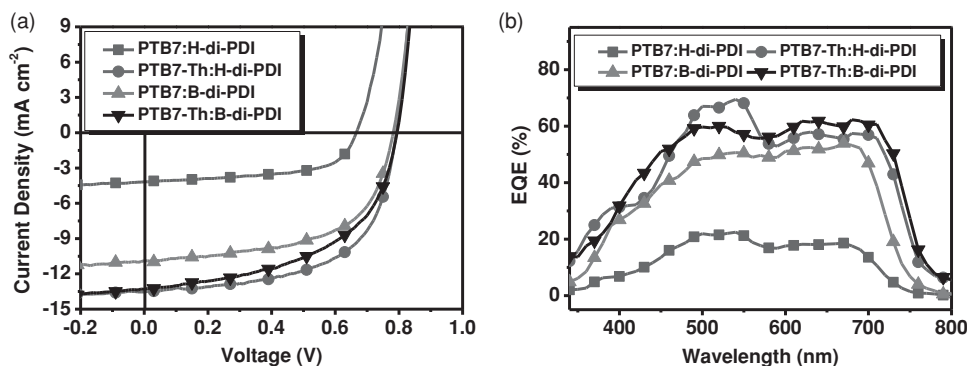 (a)
PTB7:H-di-PDI
PTB7-Th:H-di-PDI
PTB7:B-di-PDI
PTB7-Th:B-di-PDI
Current Density (mA cm-2)
9
6
3
0
-3
-6
-9
-12
-15
-0.2 0.0 0.2 0.4 0.6 0.8 1.0
Voltage (V)
(b)
PTB7:H-di-PDI PTB7-Th:H-di-PDI
PTB7:B-di-PDI PTB7-Th:B-di-PDI
EQE (%)
80
60
40
20
0
400 500 600 700 800
Wavelength (nm)